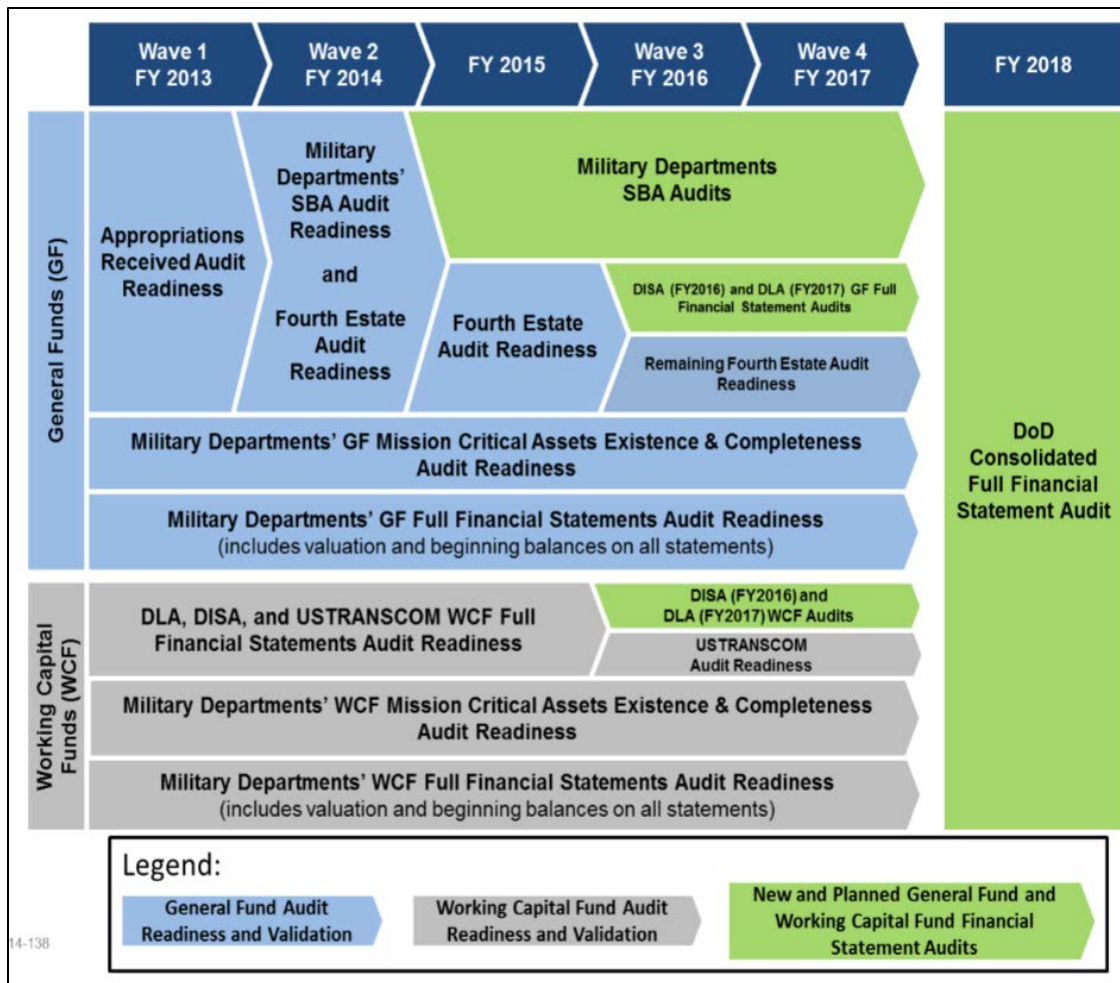 Wave 1
FY 2013
Wave 2
FY 2014
FY 2015
Wave 3
FY 2016
Wave 4
FY 2017
FY 2018
General Funds (GF)
Appropriations
Received Audit
Readiness
Military
Departments’
SBA Audit
Readiness
and
Fourth Estate
Audit
Readiness
Military Departments
SBA Audits
Fourth Estate
Audit Readiness
DISA (FY2016) and DLA (FY2017) GF Full
Financial Statement Audits
Remaining Fourth Estate Audit
Readiness
Military Departments’ GF Mission Critical Assets Existence & Completeness
Audit Readiness
Military Departments’ GF Full Financial Statements Audit Readiness
(includes valuation and beginning balances on all statements)
Working Capital
Funds (WCF)
DLA, DISA, and USTRANSCOM WCF Full
Financial Statements Audit Readiness
DISA (FY2016) and
DLA (FY2017) WCF Audits
USTRANSCOM
Audit Readiness
Military Departments’ WCF Mission Critical Assets Existence & Completeness
Audit Readiness
Military Departments’ WCF Full Financial Statements Audit Readiness
(includes valuation and beginning balances on all statements)
DoD
Consolidated
Full Financial
Statement Audit
Legend:
General Fund Audit
Readiness and Validation
Working Capital Fund Audit
Readiness and Validation
New and Planned General Fund and
Working Capital Fund Financial
Statement Audits
14-138